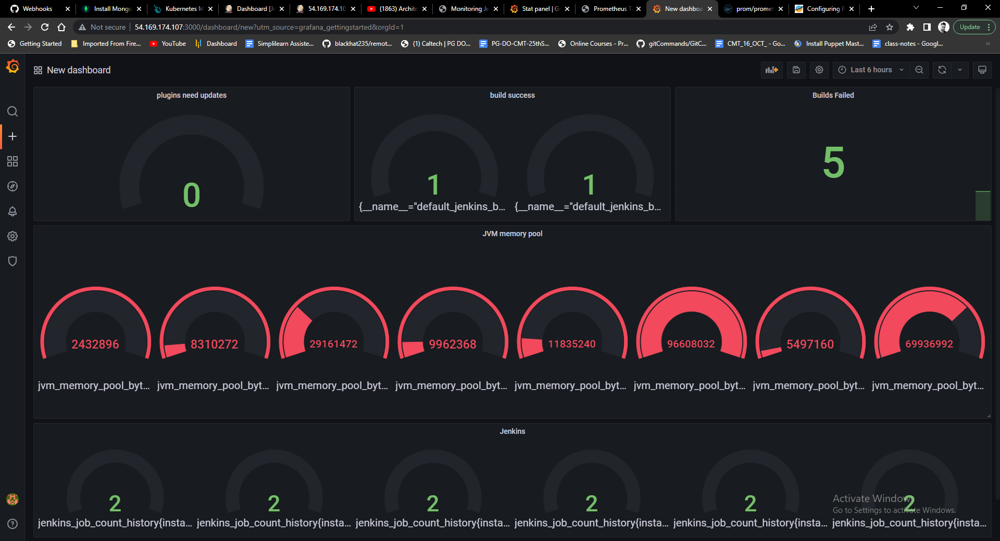 Webhooks
Install Mongo
Kubernetes M
Dashboard [Je
54.169.174.10
(1863) Archite
Monitoring Je
Stat panel | G
Prometheus T
New dashboa
prom/promet
Configuring P
Not secure
54.169.174.107:3000/dashboard/new?utm_source=grafana_gettingstarted&orgId=1
Update
Getting Started
Imported From Fire...
YouTube
Dashboard
Simplilearn Assiste...
blackhat235/remot...
(1) Caltech | PG DO...
PG-DO-CMT-25thS...
Online Courses - Pr...
gitCommands/GitC...
CMT_16_OCT_ - Go...
Install Puppet Mast...
class-notes - Googl...
New dashboard
Last 6 hours
plugins need updates
0
build success
1
1
{__name__="default_jenkins_b...
{__name__="default_jenkins_b...
Builds Failed
5
JVM memory pool
2432896
8310272
29161472
9962368
11835240
96608032
5497160
69936992
jvm_memory_pool_byt...
jvm_memory_pool_byt...
jvm_memory_pool_byt...
jvm_memory_pool_byt...
jvm_memory_pool_byt...
jvm_memory_pool_byt...
jvm_memory_pool_byt...
jvm_memory_pool_byt...
Jenkins
2
2
2
2
2
2
jenkins_job_count_history{insta...
jenkins_job_count_history{insta...
jenkins_job_count_history{insta...
jenkins_job_count_history{insta...
jenkins_job_count_history{insta...
jenkins_job_count_history{insta...
Activate Windows
Go to Settings to activate Windows.